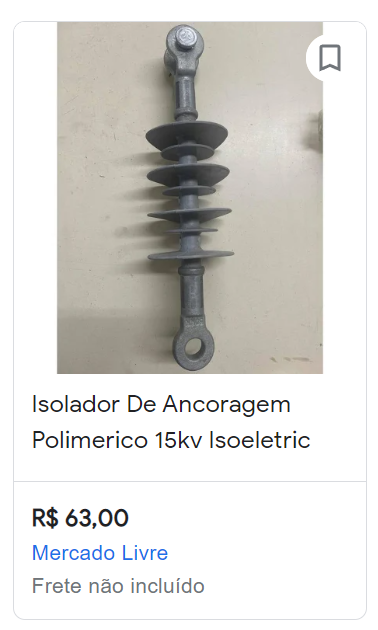 Isolador De Ancoragem
Polimerico 15kv Isoeletric
R$ 63,00
Mercado Livre
Frete não incluído